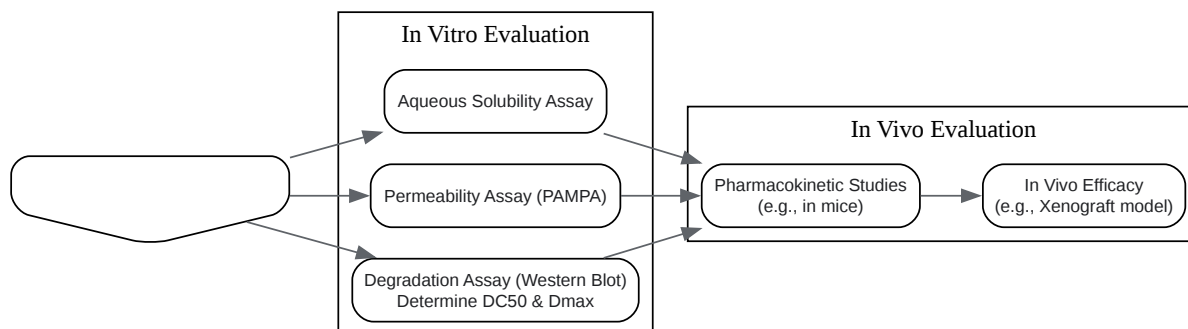 In Vitro Evaluation
Aqueous Solubility Assay
Permeability Assay (PAMPA)
Degradation Assay (Western Blot)
Determine DC50 & Dmax
In Vivo Evaluation
Pharmacokinetic Studies
(e.g., in mice)
In Vivo Efficacy
(e.g., Xenograft model)